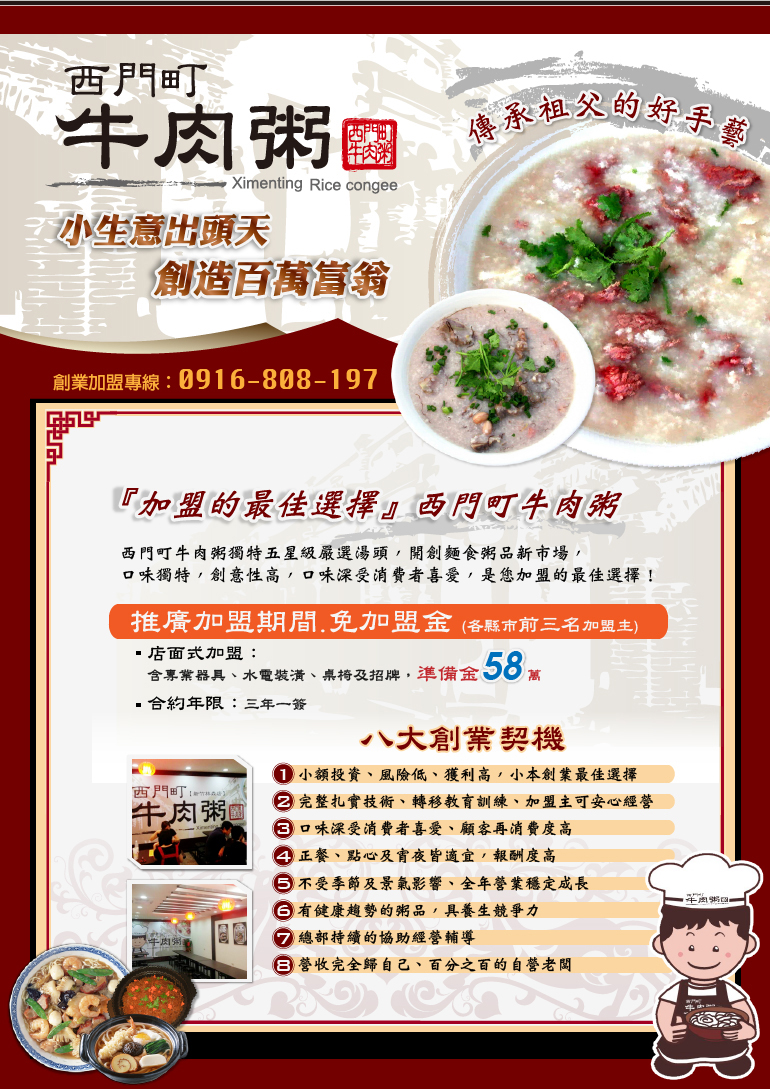 西門町
牛肉粥
西門町
牛肉粥
Ximenting Rice congee
傳承祖父的好手藝
小生意出頭天
創造百萬富翁
創業加盟專線：0916-808-197
『加盟的最佳選擇』西門町牛肉粥
西門町牛肉粥獨特五星級嚴選湯頭，開創麵食粥品新市場，
口味獨特，創意性高，口味深受消費者喜愛，是您加盟的最佳選擇！
推廣加盟期間.免加盟金 (各縣市前三名加盟主)
▪店面式加盟：
含專業器具、水電裝潢、桌椅及招牌，準備金58萬
▪合約年限：三年一簽
八大創業契機
1 小額投資、風險低、獲利高，小本創業最佳選擇
2 完整扎實技術、轉移教育訓練、加盟主可安心經營
3 口味深受消費者喜愛、顧客再消費度高
4 正餐、點心及宵夜皆適宜，報酬度高
5 不受季節及景氣影響、全年營業穩定成長
6 有健康趨勢的粥品，具養生競爭力
7 總部持續的協助經營輔導
8 營收完全歸自己、百分之百的自營老闆
西門町
牛肉粥
牛肉粥
西門町
牛肉粥
西門町
牛肉粥